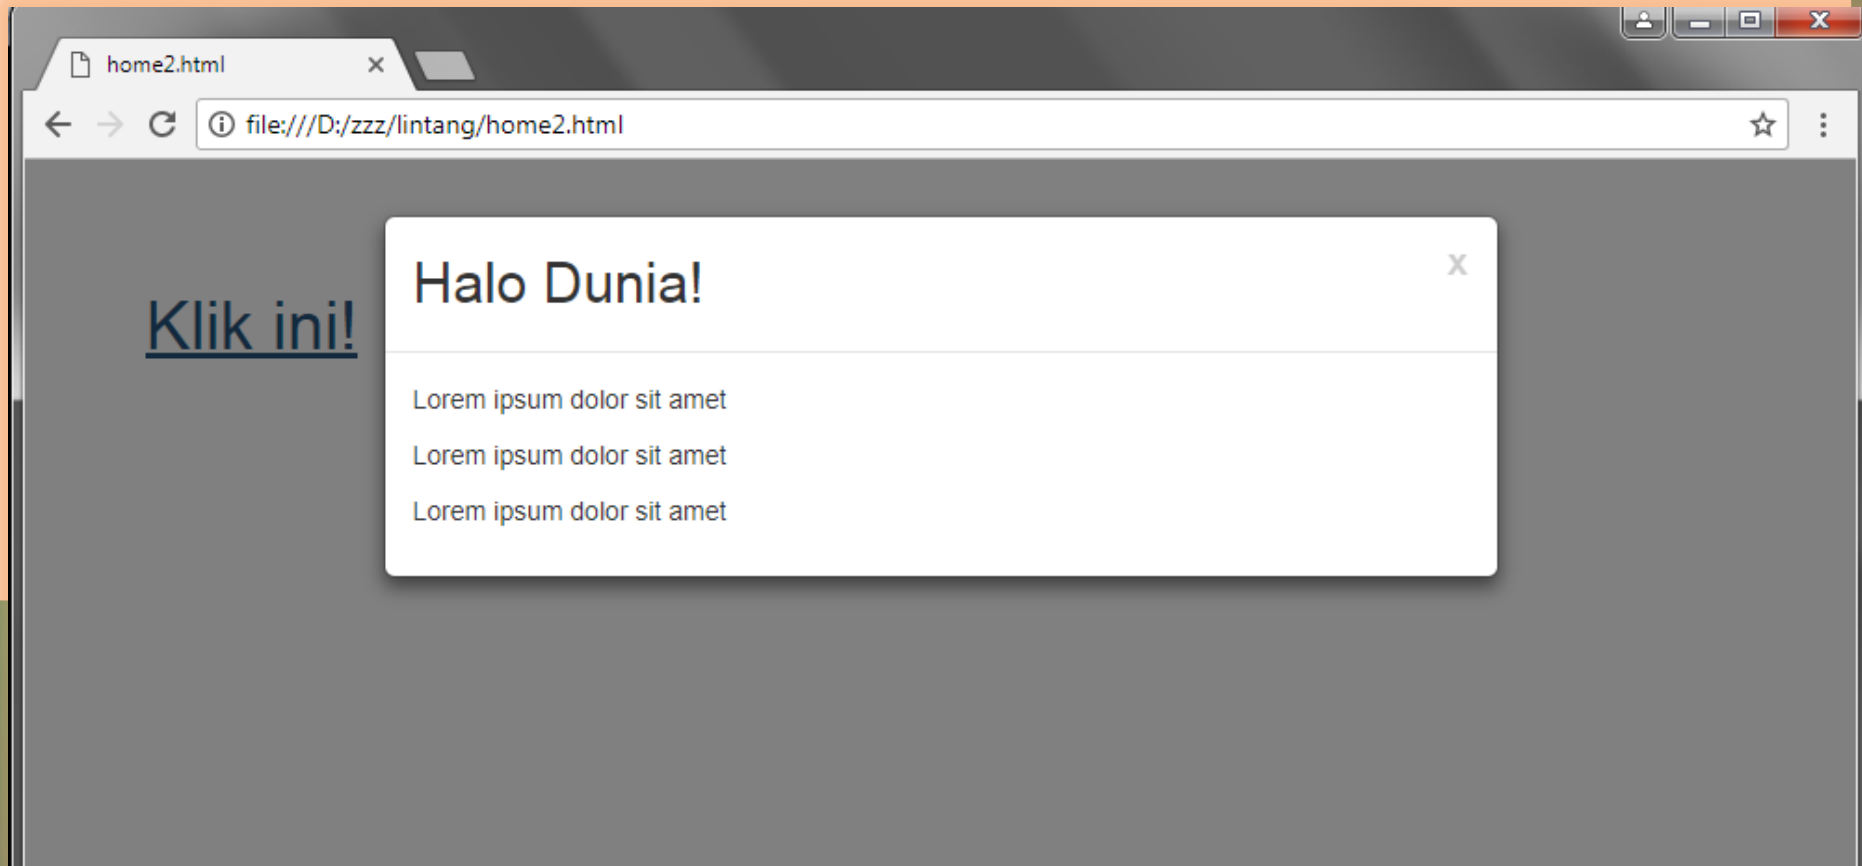 home2.html
file:///D:/zzz/lintang/home2.html
Halo Dunia!
x
Klik ini!
Lorem ipsum dolor sit amet
Lorem ipsum dolor sit amet
Lorem ipsum dolor sit amet